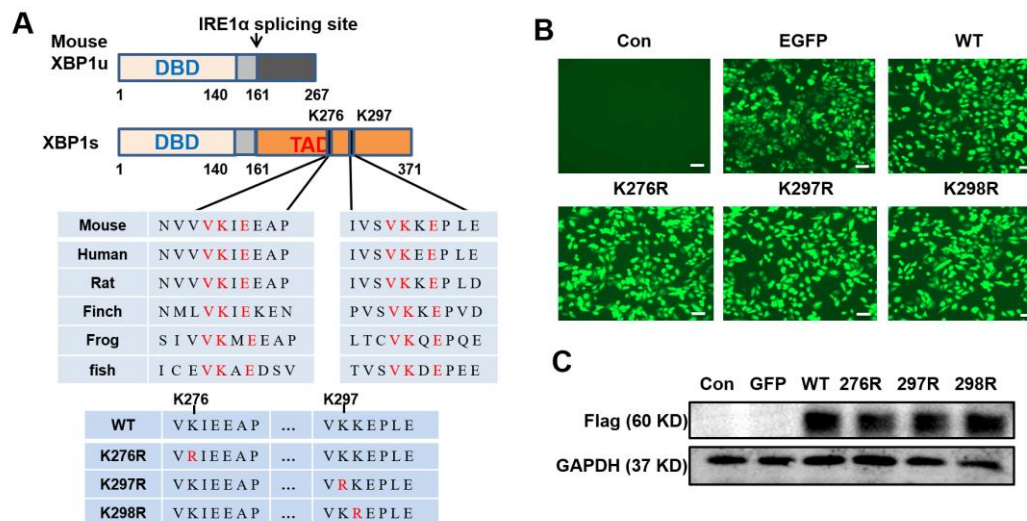 A
IRE1α splicing site
Mouse
XBP1u
DBD
1 140 161 267
K276 K297
XBP1s
DBD
TAD
1 140 161 371
Mouse NVVVKIEEAP IVSVKKEPLE
Human NVVVKIEEAP IVSVKEEPLE
Rat NVVVKIEEAP IVSVKEEPLD
Finch NMLVKIEKEN PVSVKKEPVD
Frog SIVVKMEEAP LTCVKQEPQE
fish ICEVKAEDSV TVSVKDEPEE
K276 K297
WT VKIEEAP ... VKKEPLE
K276R VRIEEAP ... VKKEPLE
K297R VKIEEAP ... VRKEPLE
K298R VKIEEAP ... VKREPLE
B
Con EGFP WT
K276R K297R K298R
C
Con GFP WT 276R 297R 298R
Flag (60 KD)
GAPDH (37 KD)